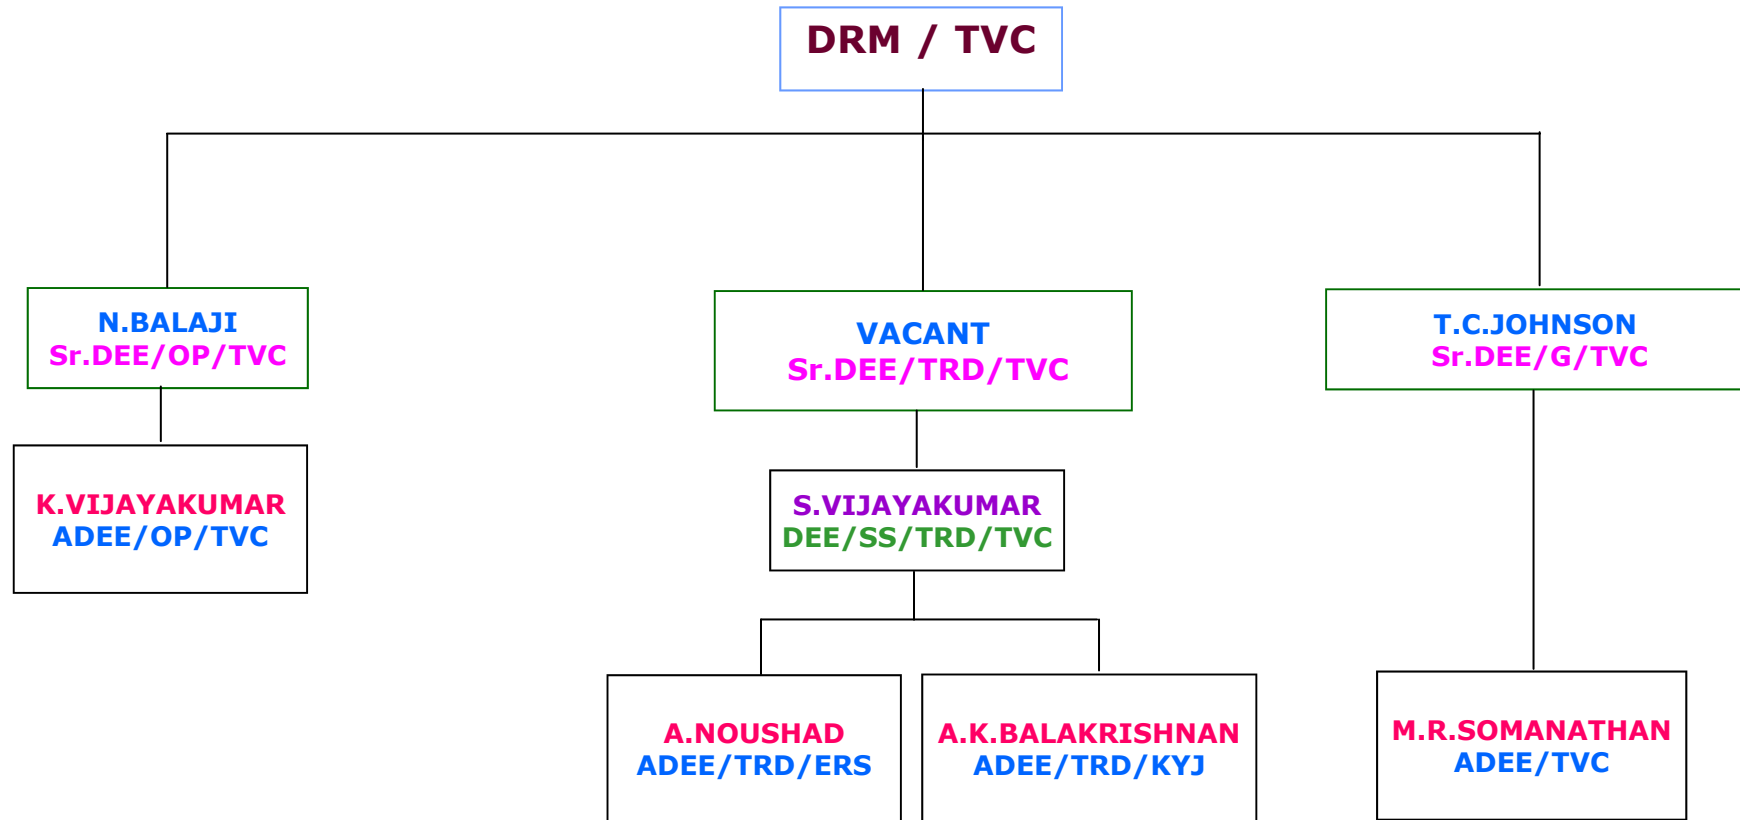 DRM / TVC
N.BALAJI
Sr.DEE/OP/TVC
VACANT
Sr.DEE/TRD/TVC
T.C.JOHNSON
Sr.DEE/G/TVC
K.VIJAYAKUMAR
ADEE/OP/TVC
S.VIJAYAKUMAR
DEE/SS/TRD/TVC
A.NOUSHAD
ADEE/TRD/ERS
A.K.BALAKRISHNAN
ADEE/TRD/KYJ
M.R.SOMANATHAN
ADEE/TVC